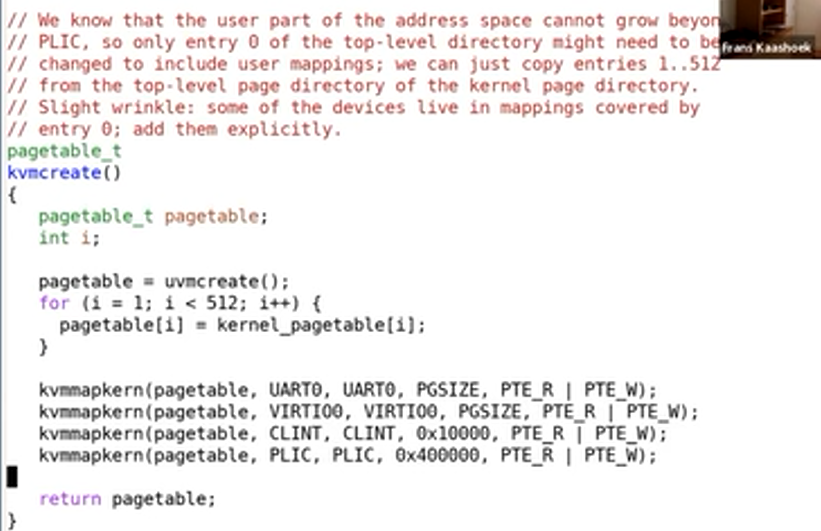 // We know that the user part of the address space cannot grow beyon
// PLIC, so only entry 0 of the top-level directory might need to be
// changed to include user mappings; we can just copy entries 1..512
// from the top-level page directory of the kernel page directory.
// Slight wrinkle: some of the devices live in mappings covered by
// entry 0; add them explicitly.
pagetable_t
kvmcreate()
{
pagetable_t pagetable;
int i;
pagetable = uvmcreate();
for (i = 1; i < 512; i++) {
pagetable[i] = kernel_pagetable[i];
}
kvmmapkern(pagetable, UART0, UART0, PGSIZE, PTE_R | PTE_W);
kvmmapkern(pagetable, VIRTIO0, VIRTIO0, PGSIZE, PTE_R | PTE_W);
kvmmapkern(pagetable, CLINT, CLINT, 0x10000, PTE_R | PTE_W);
kvmmapkern(pagetable, PLIC, PLIC, 0x400000, PTE_R | PTE_W);
return pagetable;
}
Frans Kaashoek